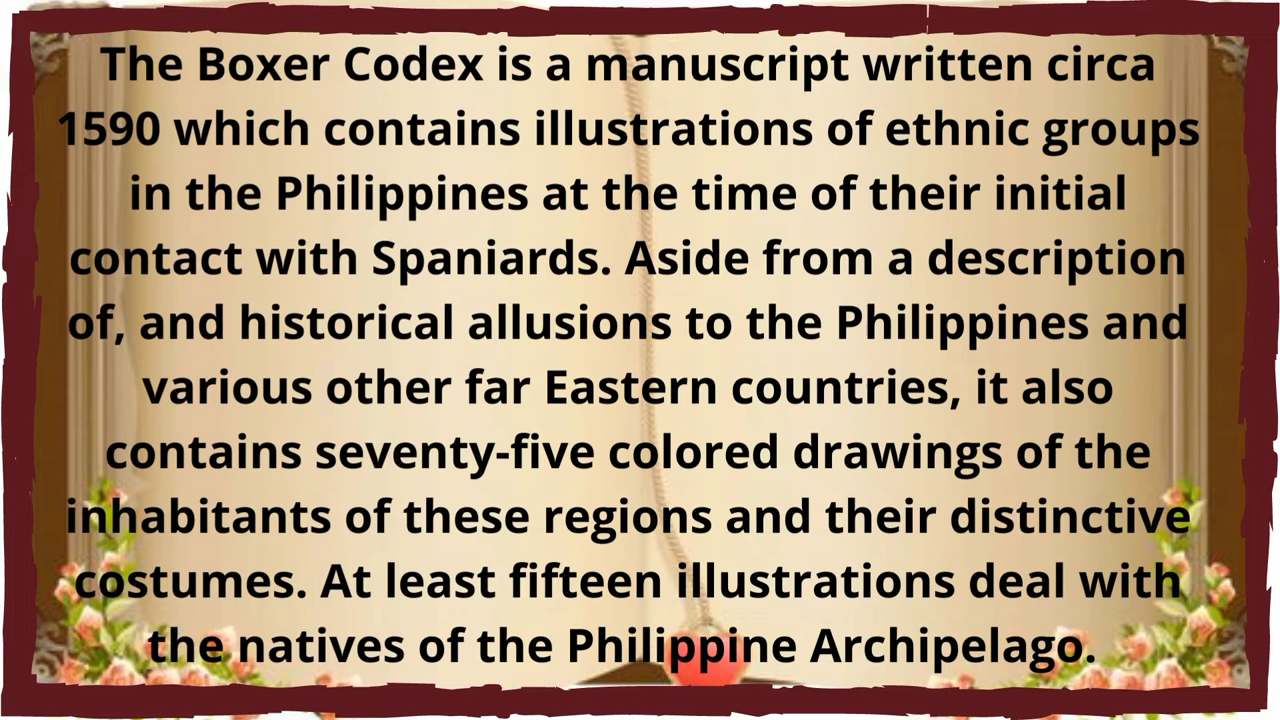 The Boxer Codex is a manuscript written circa
1590 which contains illustrations of ethnic groups
in the Philippines at the time of their initial
contact with Spaniards. Aside from a description
of, and historical allusions to the Philippines and
various other far Eastern countries, it also
contains seventy-five colored drawings of the
inhabitants of these regions and their distinctive
costumes. At least fifteen illustrations deal with
the natives of the Philippine Archipelago.